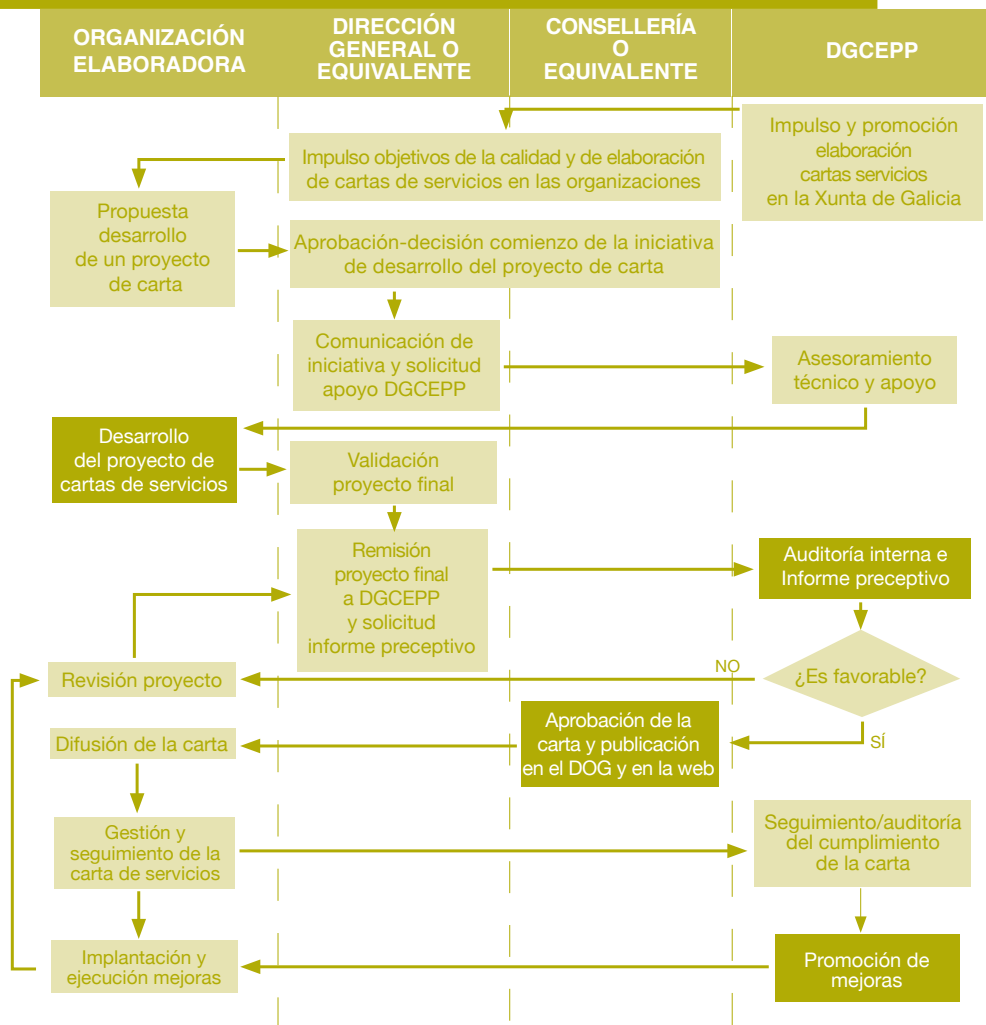 ORGANIZACIÓN
ELABORADORA
DIRECCIÓN
GENERAL O
EQUIVALENTE
CONSELLERÍA
O
EQUIVALENTE
DGCEPP
Impulso y promoción
elaboración
cartas servicios
en la Xunta de Galicia
Impulso objetivos de la calidad y de elaboración
de cartas de servicios en las organizaciones
Propuesta
desarrollo
de un proyecto
de carta
Aprobación-decisión comienzo de la iniciativa
de desarrollo del proyecto de carta
Comunicación de
iniciativa y solicitud
apoyo DGCEPP
Asesoramiento
técnico y apoyo
Desarrollo
del proyecto de
cartas de servicios
Validación
proyecto final
Remisión
proyecto final
a DGCEPP
y solicitud
informe preceptivo
Auditoría interna e
Informe preceptivo
¿Es favorable?
NO
Revisión proyecto
SÍ
Aprobación de la
carta y publicación
en el DOG y en la web
Difusión de la carta
Gestión y
seguimiento de la
carta de servicios
Seguimiento/auditoría
del cumplimiento
de la carta
Implantación y
ejecución mejoras
Promoción de
mejoras